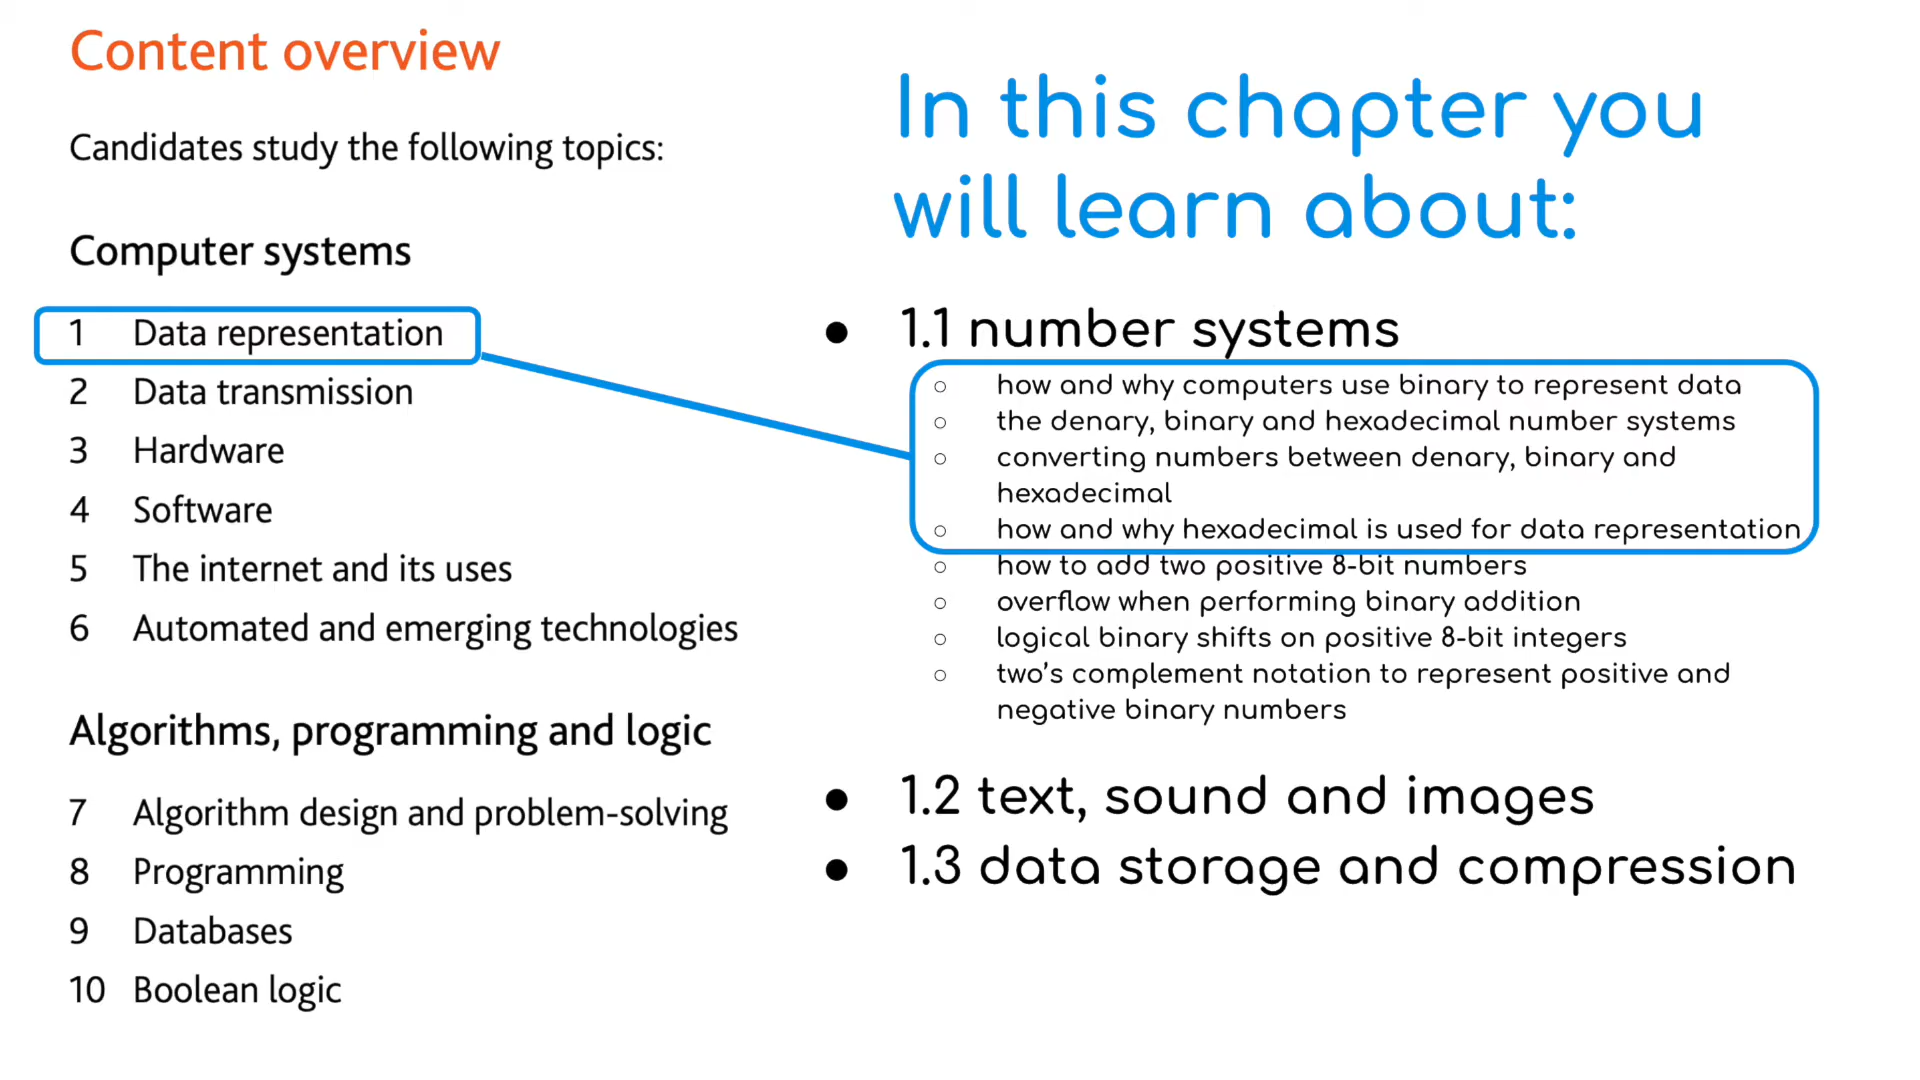 Content overview
Candidates study the following topics:
Computer systems
1 Data representation
2 Data transmission
3 Hardware
4 Software
5 The internet and its uses
6 Automated and emerging technologies
Algorithms, programming and logic
7 Algorithm design and problem-solving
8 Programming
9 Databases
10 Boolean logic
In this chapter you
will learn about:
● 1.1 number systems
○ how and why computers use binary to represent data
○ the denary, binary and hexadecimal number systems
○ converting numbers between denary, binary and
hexadecimal
○ how and why hexadecimal is used for data representation
○ how to add two positive 8-bit numbers
○ overflow when performing binary addition
○ logical binary shifts on positive 8-bit integers
○ two’s complement notation to represent positive and
negative binary numbers
● 1.2 text, sound and images
● 1.3 data storage and compression